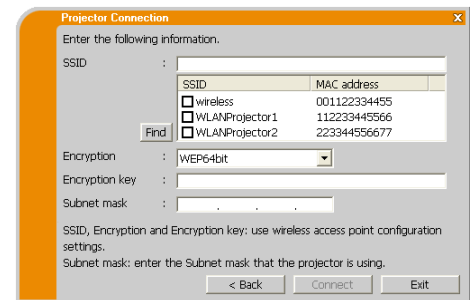 Projector Connection X
Enter the following information.
SSID :
SSID MAC address
wireless 001122334455
WLANProjector1 112233445566
WLANProjector2 223344556677
Find
Encryption : WEP64bit
Encryption key :
Subnet mask : . . .
SSID, Encryption and Encryption key: use wireless access point configuration
settings.
Subnet mask: enter the Subnet mask that the projector is using.
< Back Connect Exit